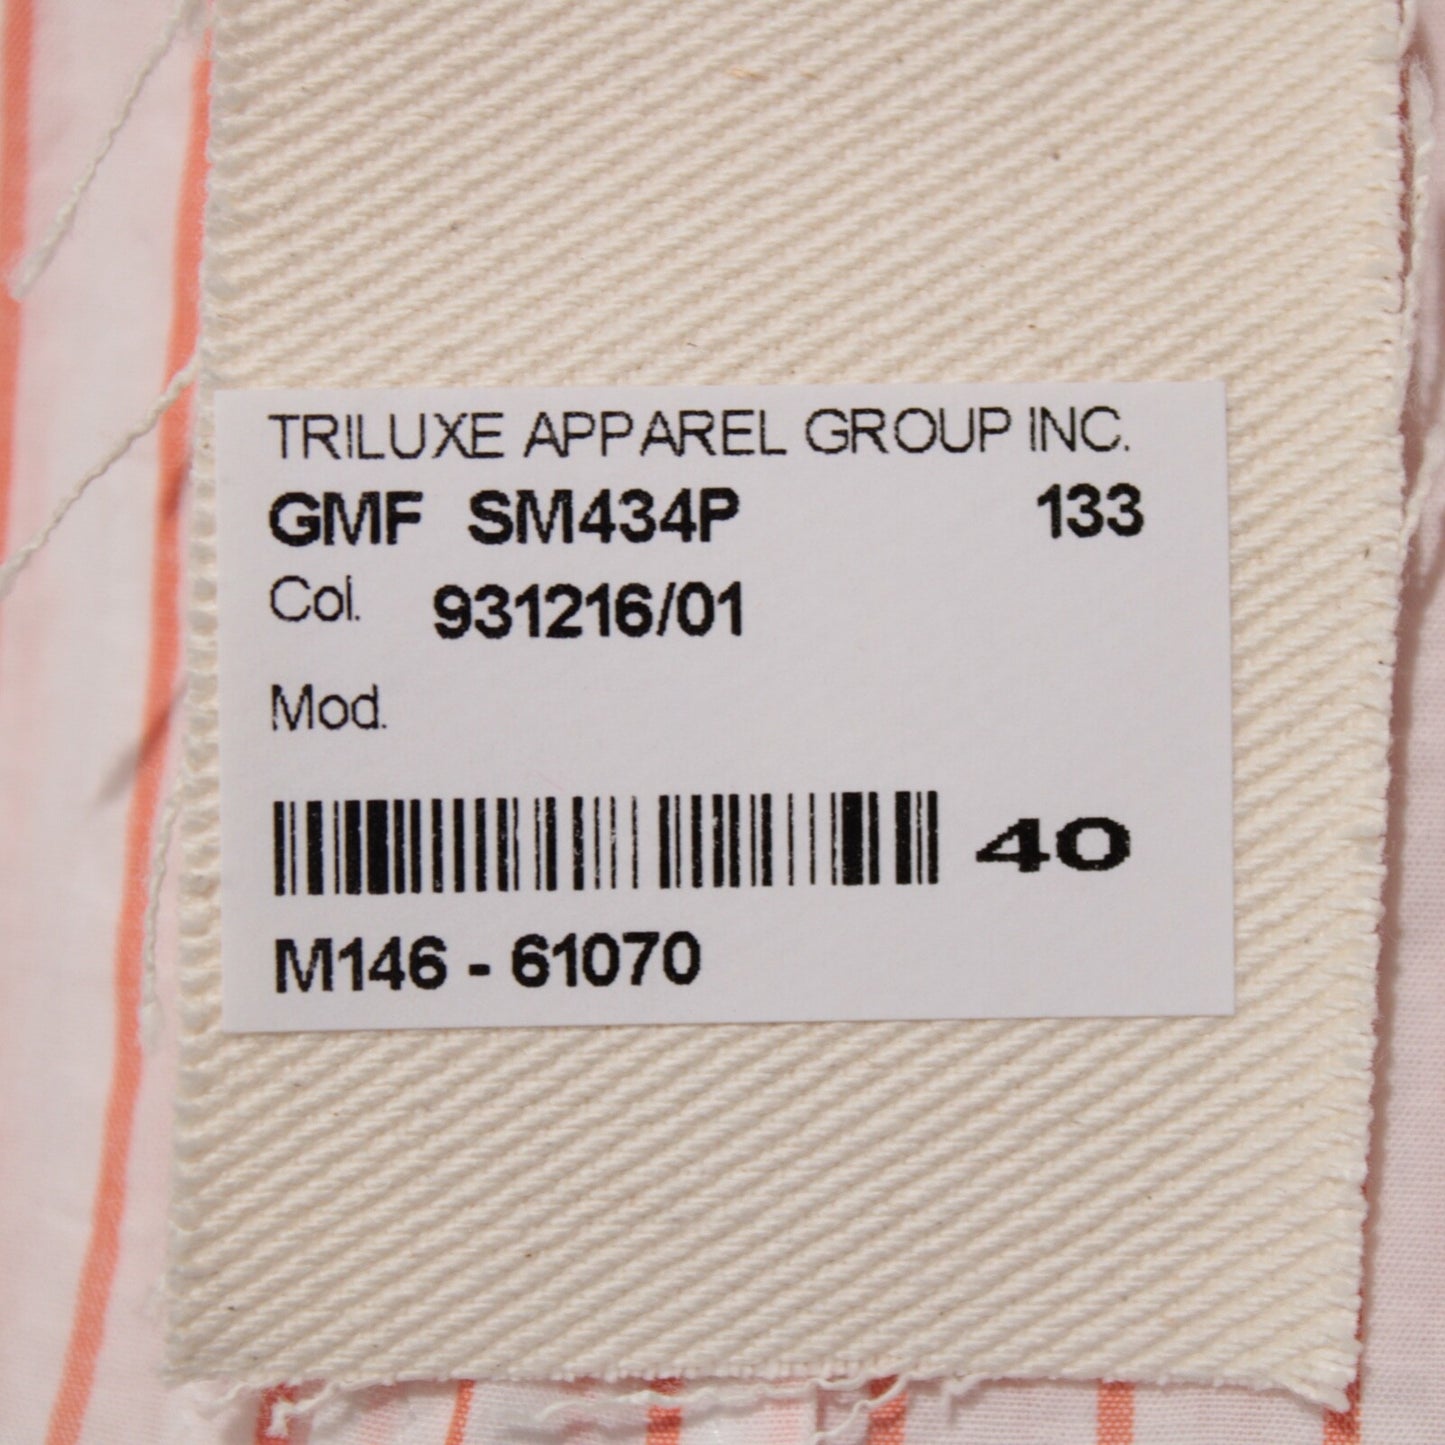 TRILUXE APPAREL GROUP INC.
GMF SM434P 133
Col. 931216/01
Mod.
40
M146 - 61070